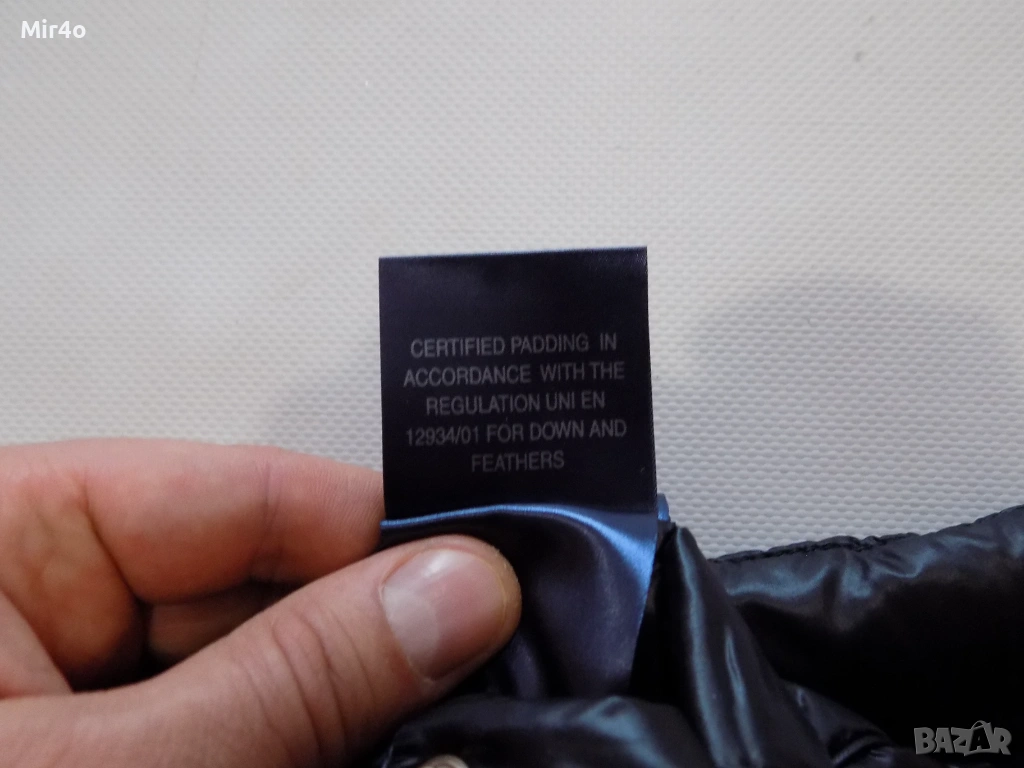 Mir4o
CERTIFIED PADDING IN
ACCORDANCE WITH THE
REGULATION UNI EN
12934/01 FOR DOWN AND
FEATHERS
BAZAR